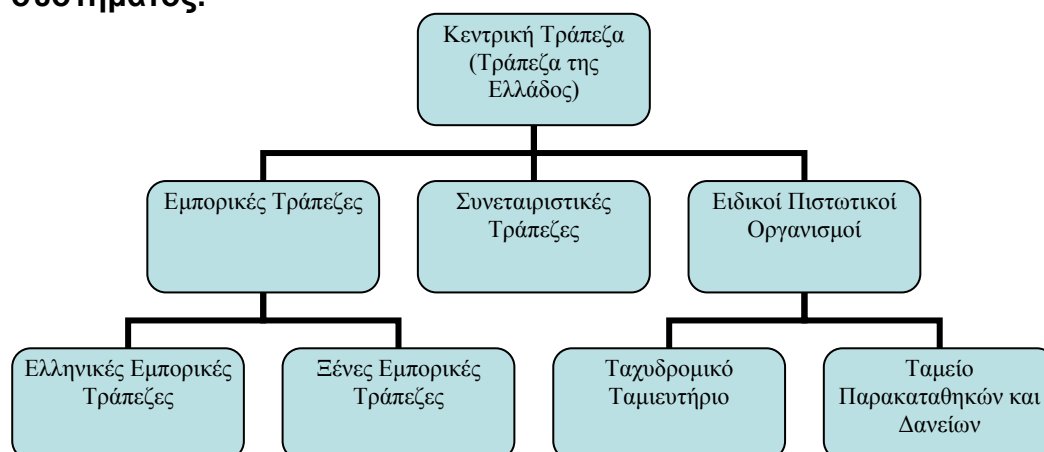 συστήματος.
Κεντρική Τράπεζα
(Τράπεζα της
Ελλάδος)
Εμπορικές Τράπεζες
Συνεταιριστικές
Τράπεζες
Ειδικοί Πιστωτικοί
Οργανισμοί
Ελληνικές Εμπορικές
Τράπεζες
Ξένες Εμπορικές
Τράπεζες
Ταχυδρομικό
Ταμιευτήριο
Ταμείο
Παρακαταθηκών και
Δανείων